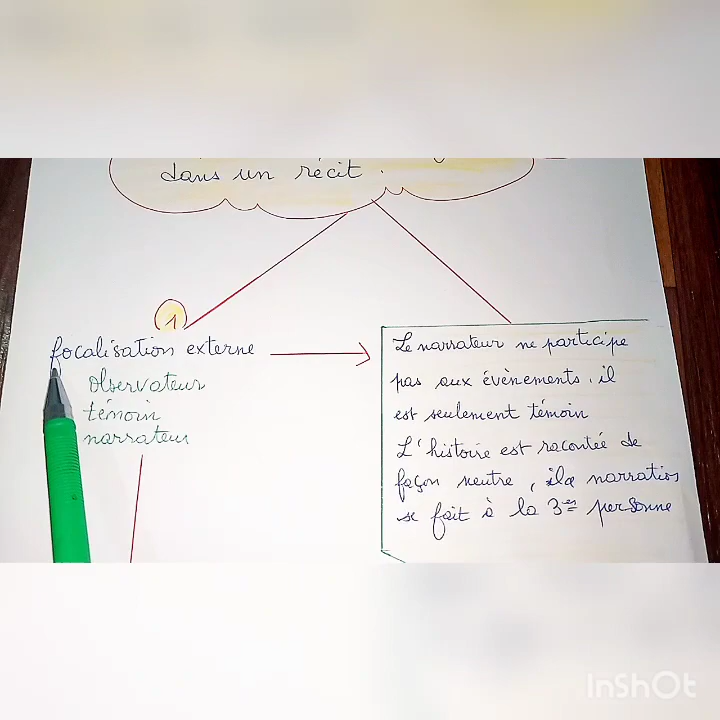 dans un récit.
1
focalisation externe
observateur
témoin
narrateur
Le narrateur ne participe
pas aux évènements. il
est seulement témoin
L'histoire est racontée de
façon neutre, la narration
se fait à la 3ème personne
InShOt